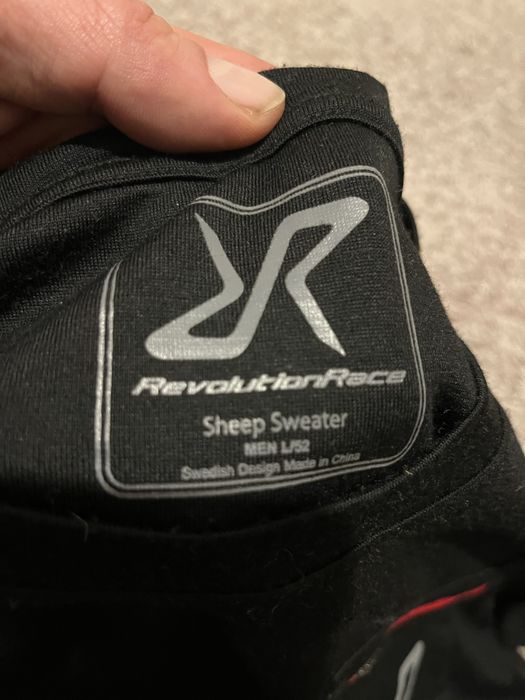 RevolutionRace
Sheep Sweater
MEN L/52
Swedish Design Made in China